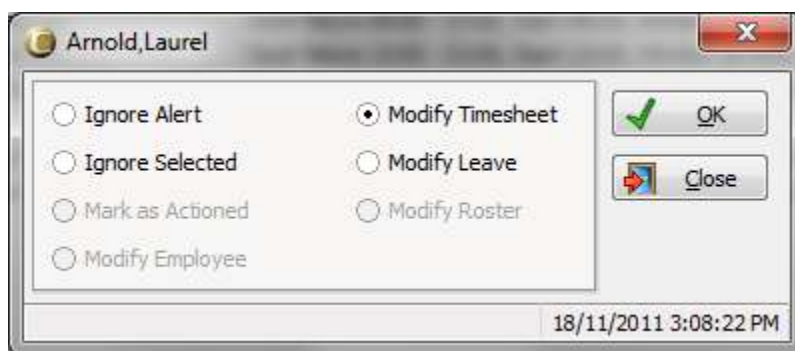 Arnold,Laurel
Ignore Alert
Modify Timesheet
OK
Ignore Selected
Modify Leave
Close
Mark as Actioned
Modify Roster
Modify Employee
18/11/2011 3:08:22 PM